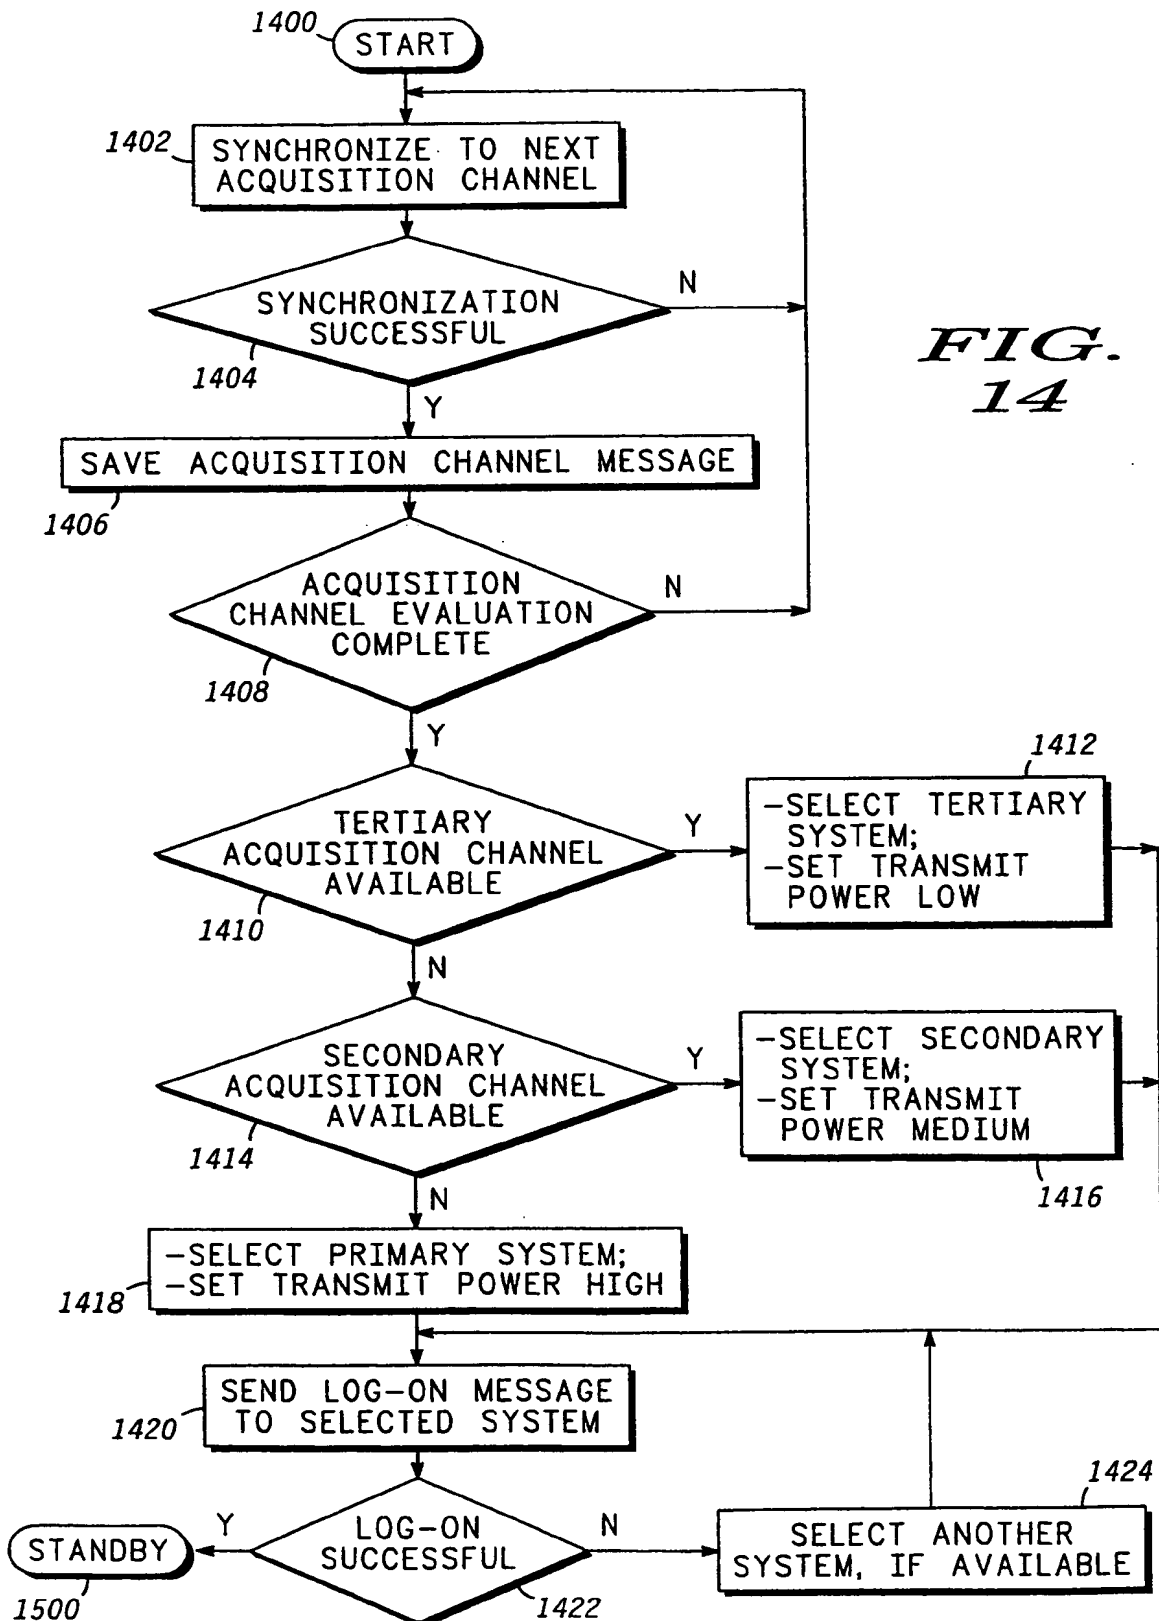 1400
START
1402
SYNCHRONIZE TO NEXT
ACQUISITION CHANNEL
N
SYNCHRONIZATION
SUCCESSFUL
1404
Y
FIG.
14
SAVE ACQUISITION CHANNEL MESSAGE
1406
ACQUISITION
CHANNEL EVALUATION
COMPLETE
N
1408
Y
TERTIARY
ACQUISITION CHANNEL
AVAILABLE
1410
Y
1412
-SELECT TERTIARY
SYSTEM;
-SET TRANSMIT
POWER LOW
N
SECONDARY
ACQUISITION CHANNEL
AVAILABLE
1414
Y
-SELECT SECONDARY
SYSTEM;
-SET TRANSMIT
POWER MEDIUM
1416
N
-SELECT PRIMARY SYSTEM;
-SET TRANSMIT POWER HIGH
1418
SEND LOG-ON MESSAGE
TO SELECTED SYSTEM
1420
LOG-ON
SUCCESSFUL
1422
Y
STANDBY
1500
N
1424
SELECT ANOTHER
SYSTEM, IF AVAILABLE